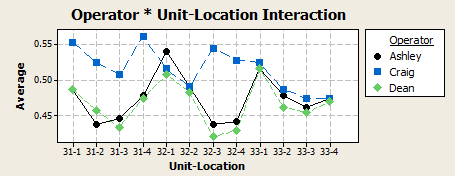 Operator * Unit-Location Interaction
Average
0.55
0.50
0.45
31-1 31-2 31-3 31-4 32-1 32-2 32-3 32-4 33-1 33-2 33-3 33-4
Unit-Location
Operator
Ashley
Craig
Dean